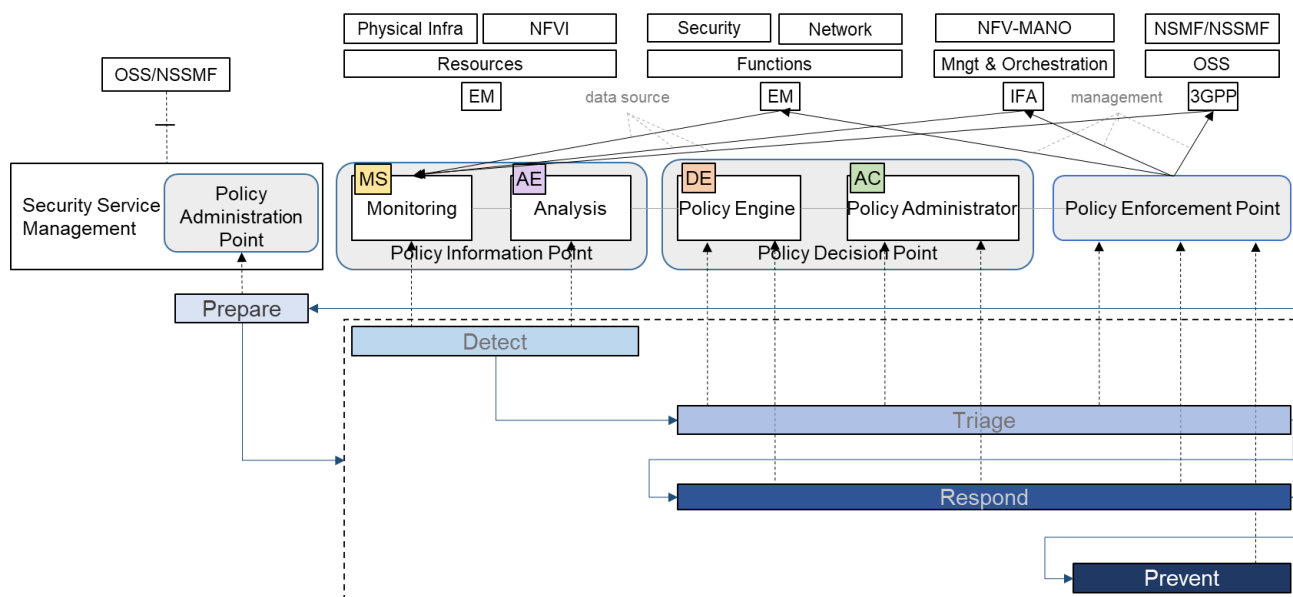 Physical Infra
NFVI
Security
Network
NFV-MANO
NSMF/NSSMF
OSS/NSSMF
Resources
Functions
Mngt & Orchestration
OSS
EM
data source
EM
IFA
management
3GPP
Security Service
Management
Policy
Administration
Point
MS
Monitoring
AE
Analysis
Policy Information Point
DE
Policy Engine
AC
Policy Administrator
Policy Decision Point
Policy Enforcement Point
Prepare
Detect
Triage
Respond
Prevent